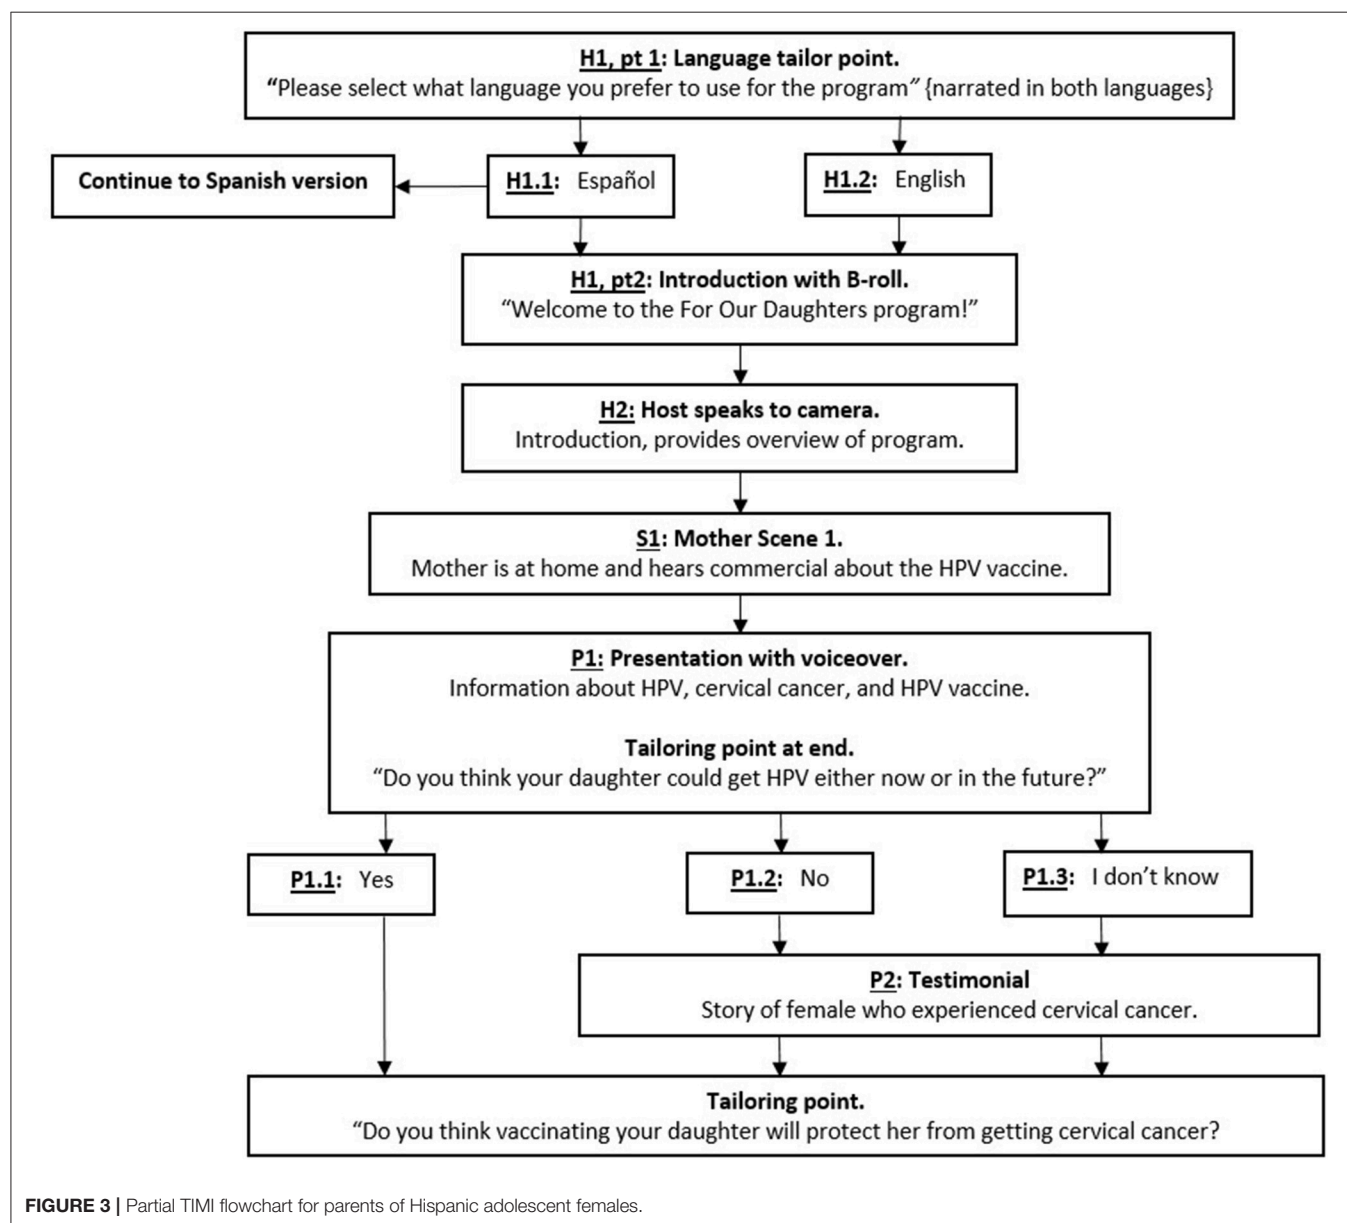 H1, pt 1: Language tailor point.
“Please select what language you prefer to use for the program” {narrated in both languages}
Continue to Spanish version
H1.1: Español
H1.2: English
H1, pt2: Introduction with B-roll.
“Welcome to the For Our Daughters program!”
H2: Host speaks to camera.
Introduction, provides overview of program.
S1: Mother Scene 1.
Mother is at home and hears commercial about the HPV vaccine.
P1: Presentation with voiceover.
Information about HPV, cervical cancer, and HPV vaccine.
Tailoring point at end.
“Do you think your daughter could get HPV either now or in the future?”
P1.1: Yes
P1.2: No
P1.3: I don’t know
P2: Testimonial
Story of female who experienced cervical cancer.
Tailoring point.
“Do you think vaccinating your daughter will protect her from getting cervical cancer?
FIGURE 3 | Partial TIMI flowchart for parents of Hispanic adolescent females.